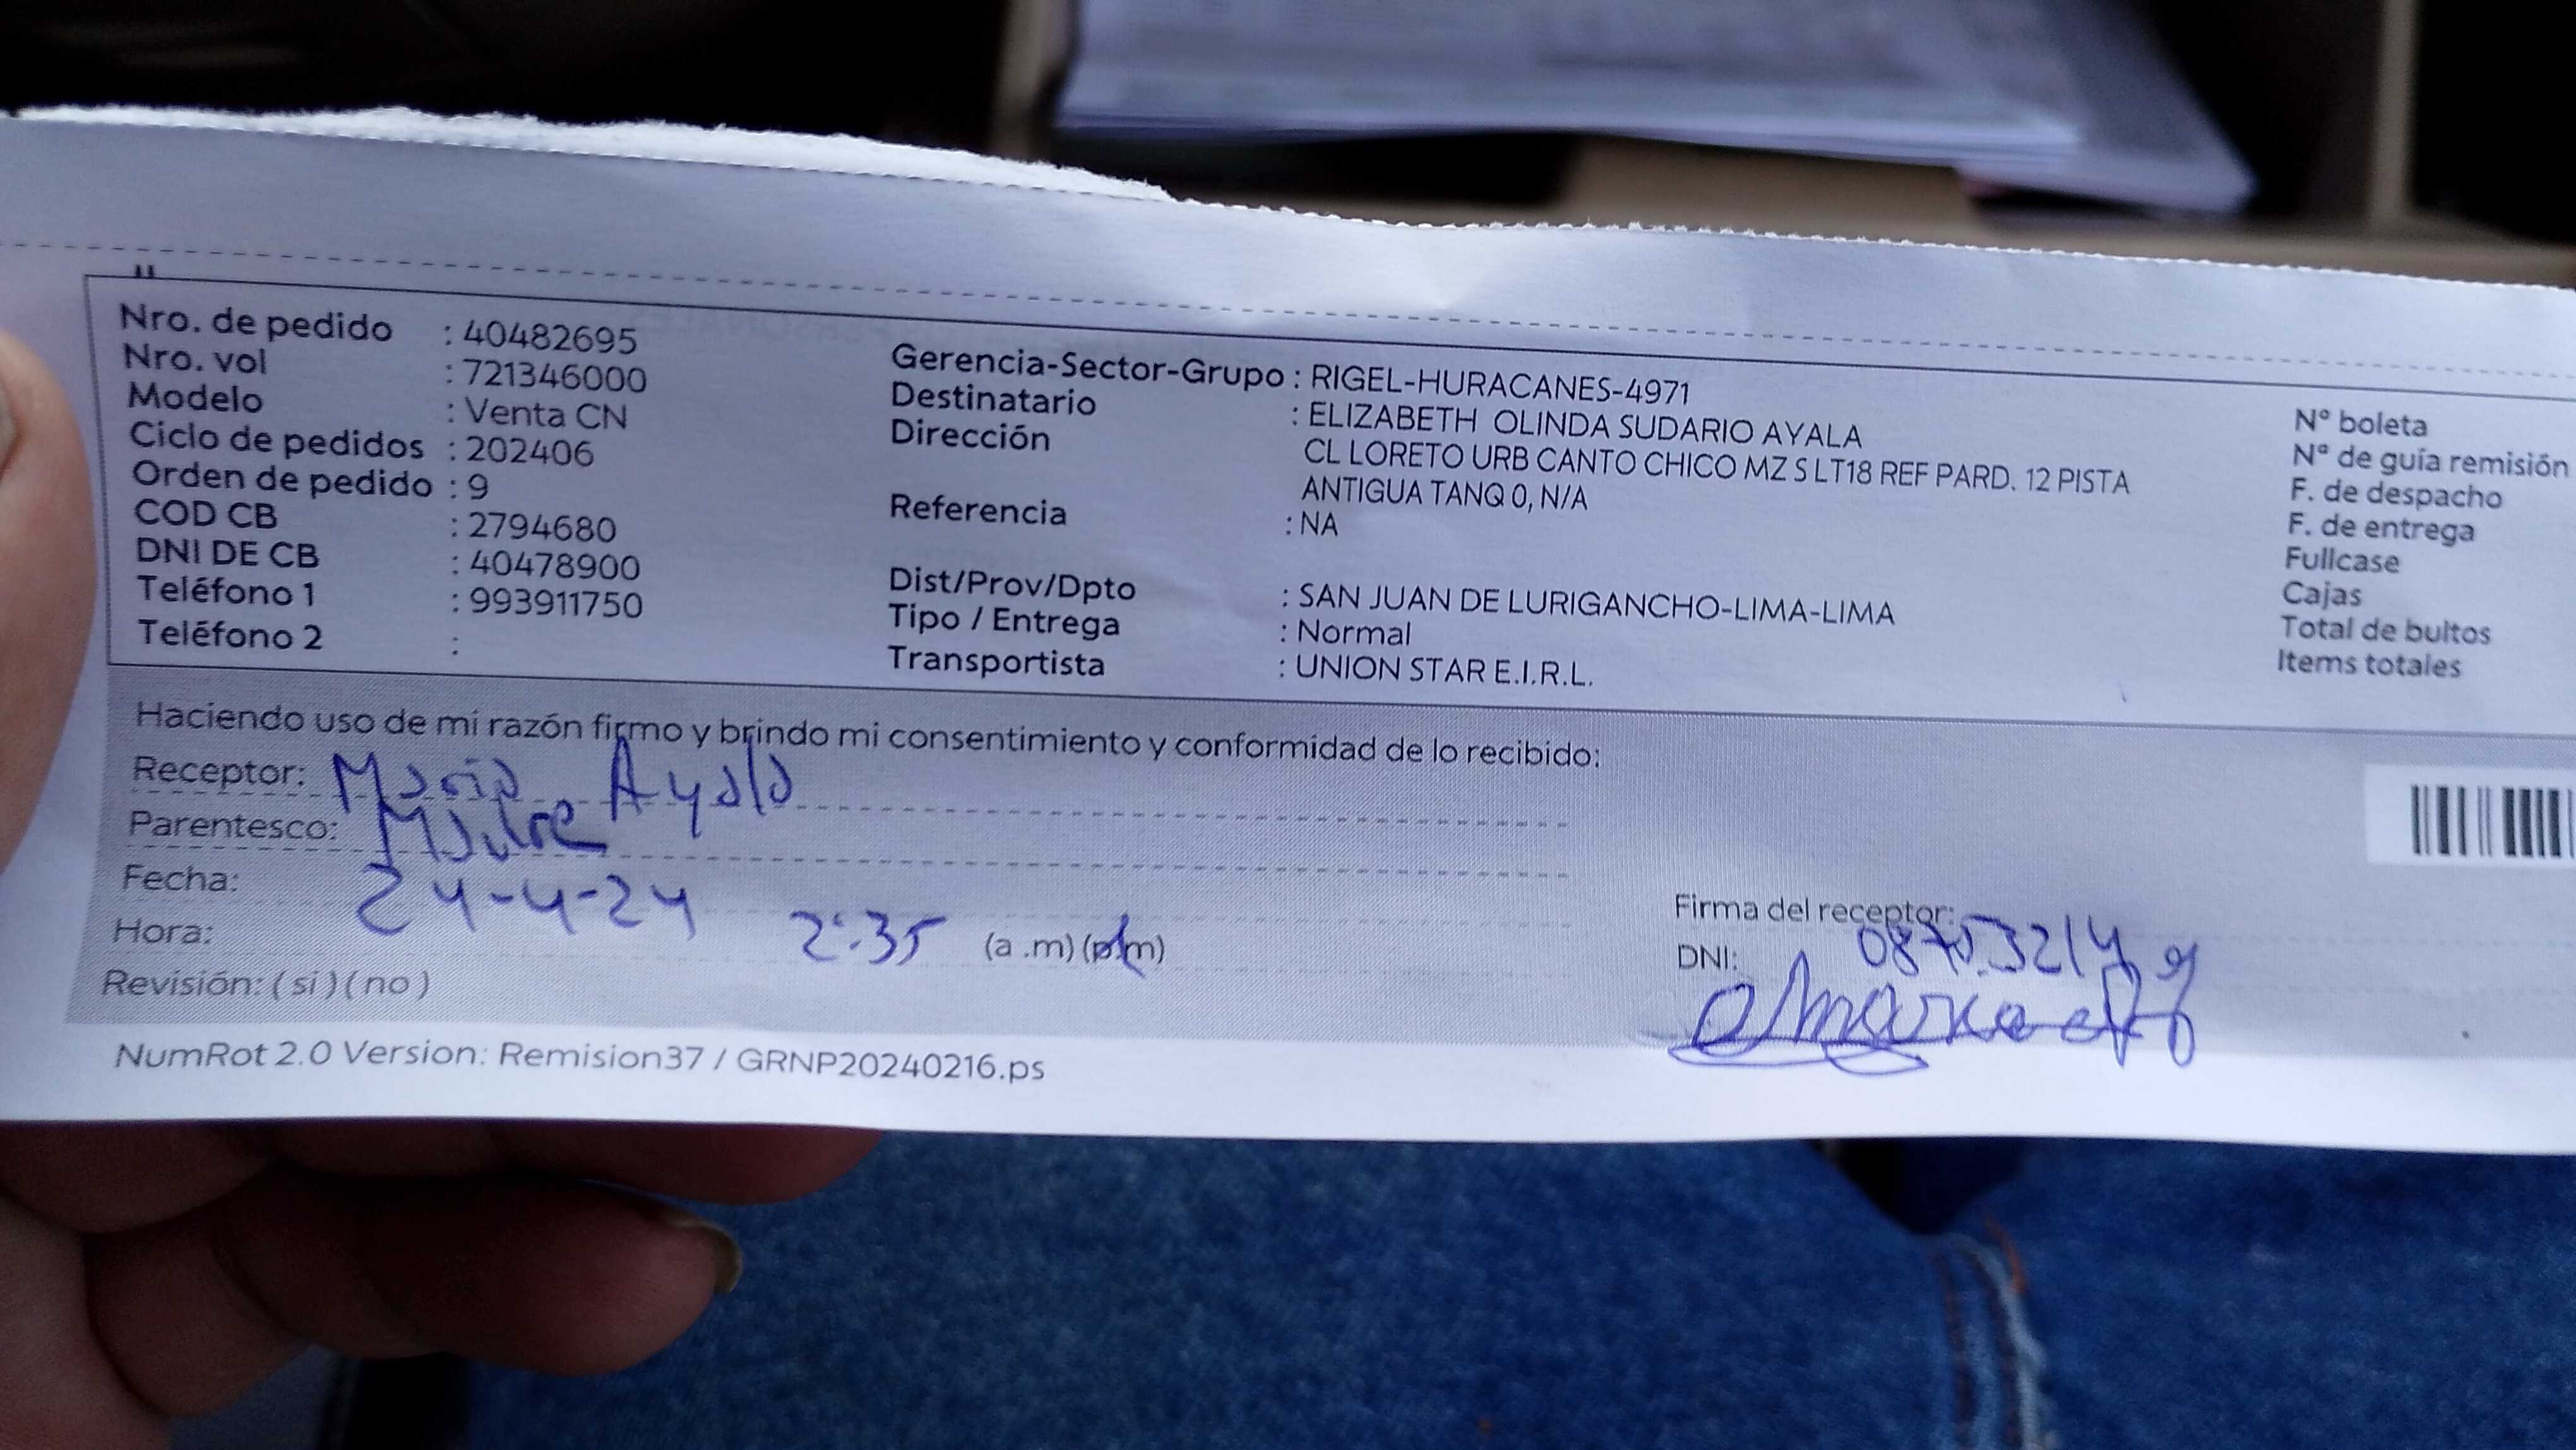 Nro. de pedido : 40482695
Nro. vol : 721346000
Modelo : Venta CN
Ciclo de pedidos : 202406
Orden de pedido : 9
COD CB : 2794680
DNI DE CB : 40478900
Teléfono 1 : 993911750
Teléfono 2 :
Gerencia-Sector-Grupo : RIGEL-HURACANES-4971
Destinatario : ELIZABETH OLINDA SUDARIO AYALA
Dirección CL LORETO URB CANTO CHICO MZ S LT18 REF PARD. 12 PISTA
ANTIGUA TANQ 0, N/A
Referencia : NA
Dist/Prov/Dpto : SAN JUAN DE LURIGANCHO-LIMA-LIMA
Tipo / Entrega : Normal
Transportista : UNION STAR E.I.R.L.
N° boleta
N° de guía remisión
F. de despacho
F. de entrega
Fullcase
Cajas
Total de bultos
Items totales
Haciendo uso de mi razón firmo y brindo mi consentimiento y conformidad de lo recibido:
Receptor: Maria Ayala
Parentesco: Madre
Fecha: 24-4-24
Hora: 2:35 (a .m) (p.m)
Revisión: ( si ) ( no )
Firma del receptor:
DNI:
NumRot 2.0 Version: Remision37 / GRNP20240216.ps